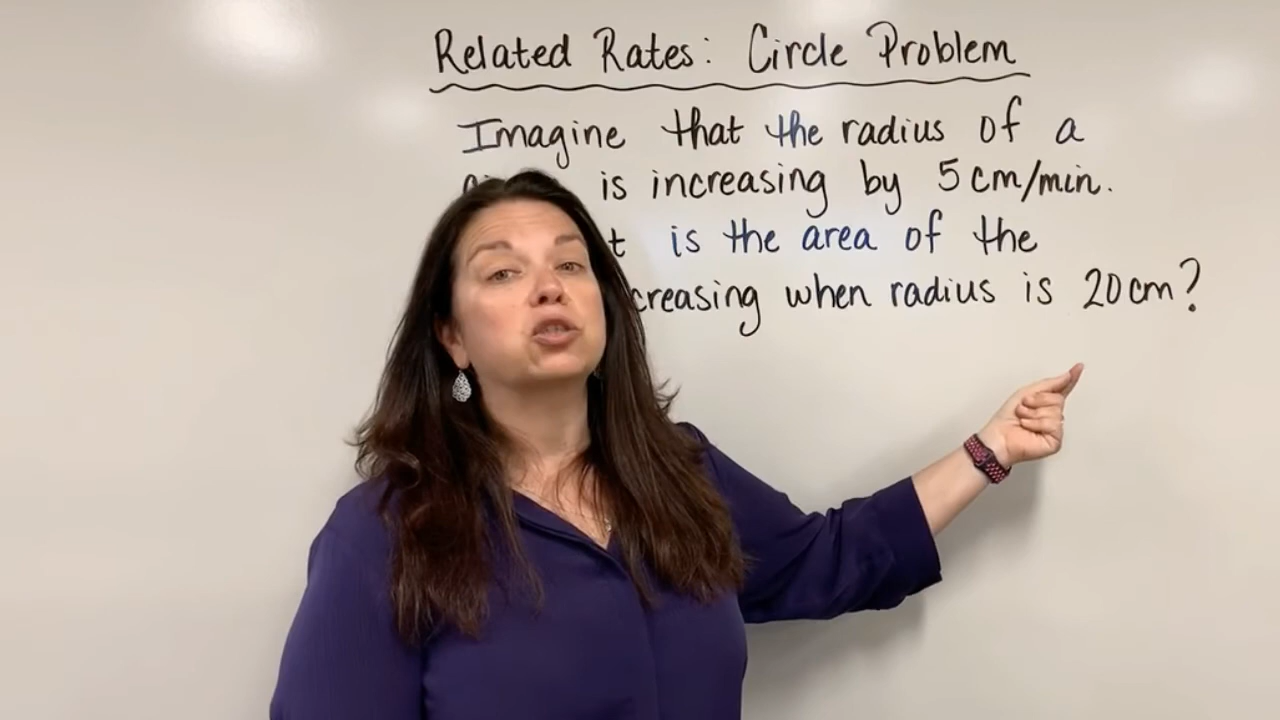 Related Rates: Circle Problem
Imagine that the radius of a
is increasing by 5 cm/min.
is the area of the
creasing when radius is 20 cm?